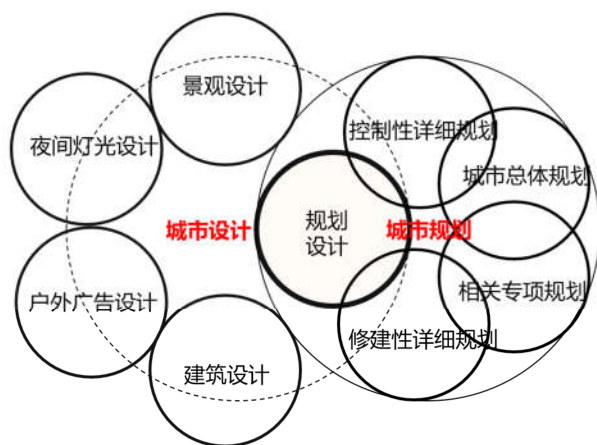 景观设计
夜间灯光设计
户外广告设计
建筑设计
城市设计
规划
设计
城市规划
控制性详细规划
城市总体规划
相关专项规划
修建性详细规划